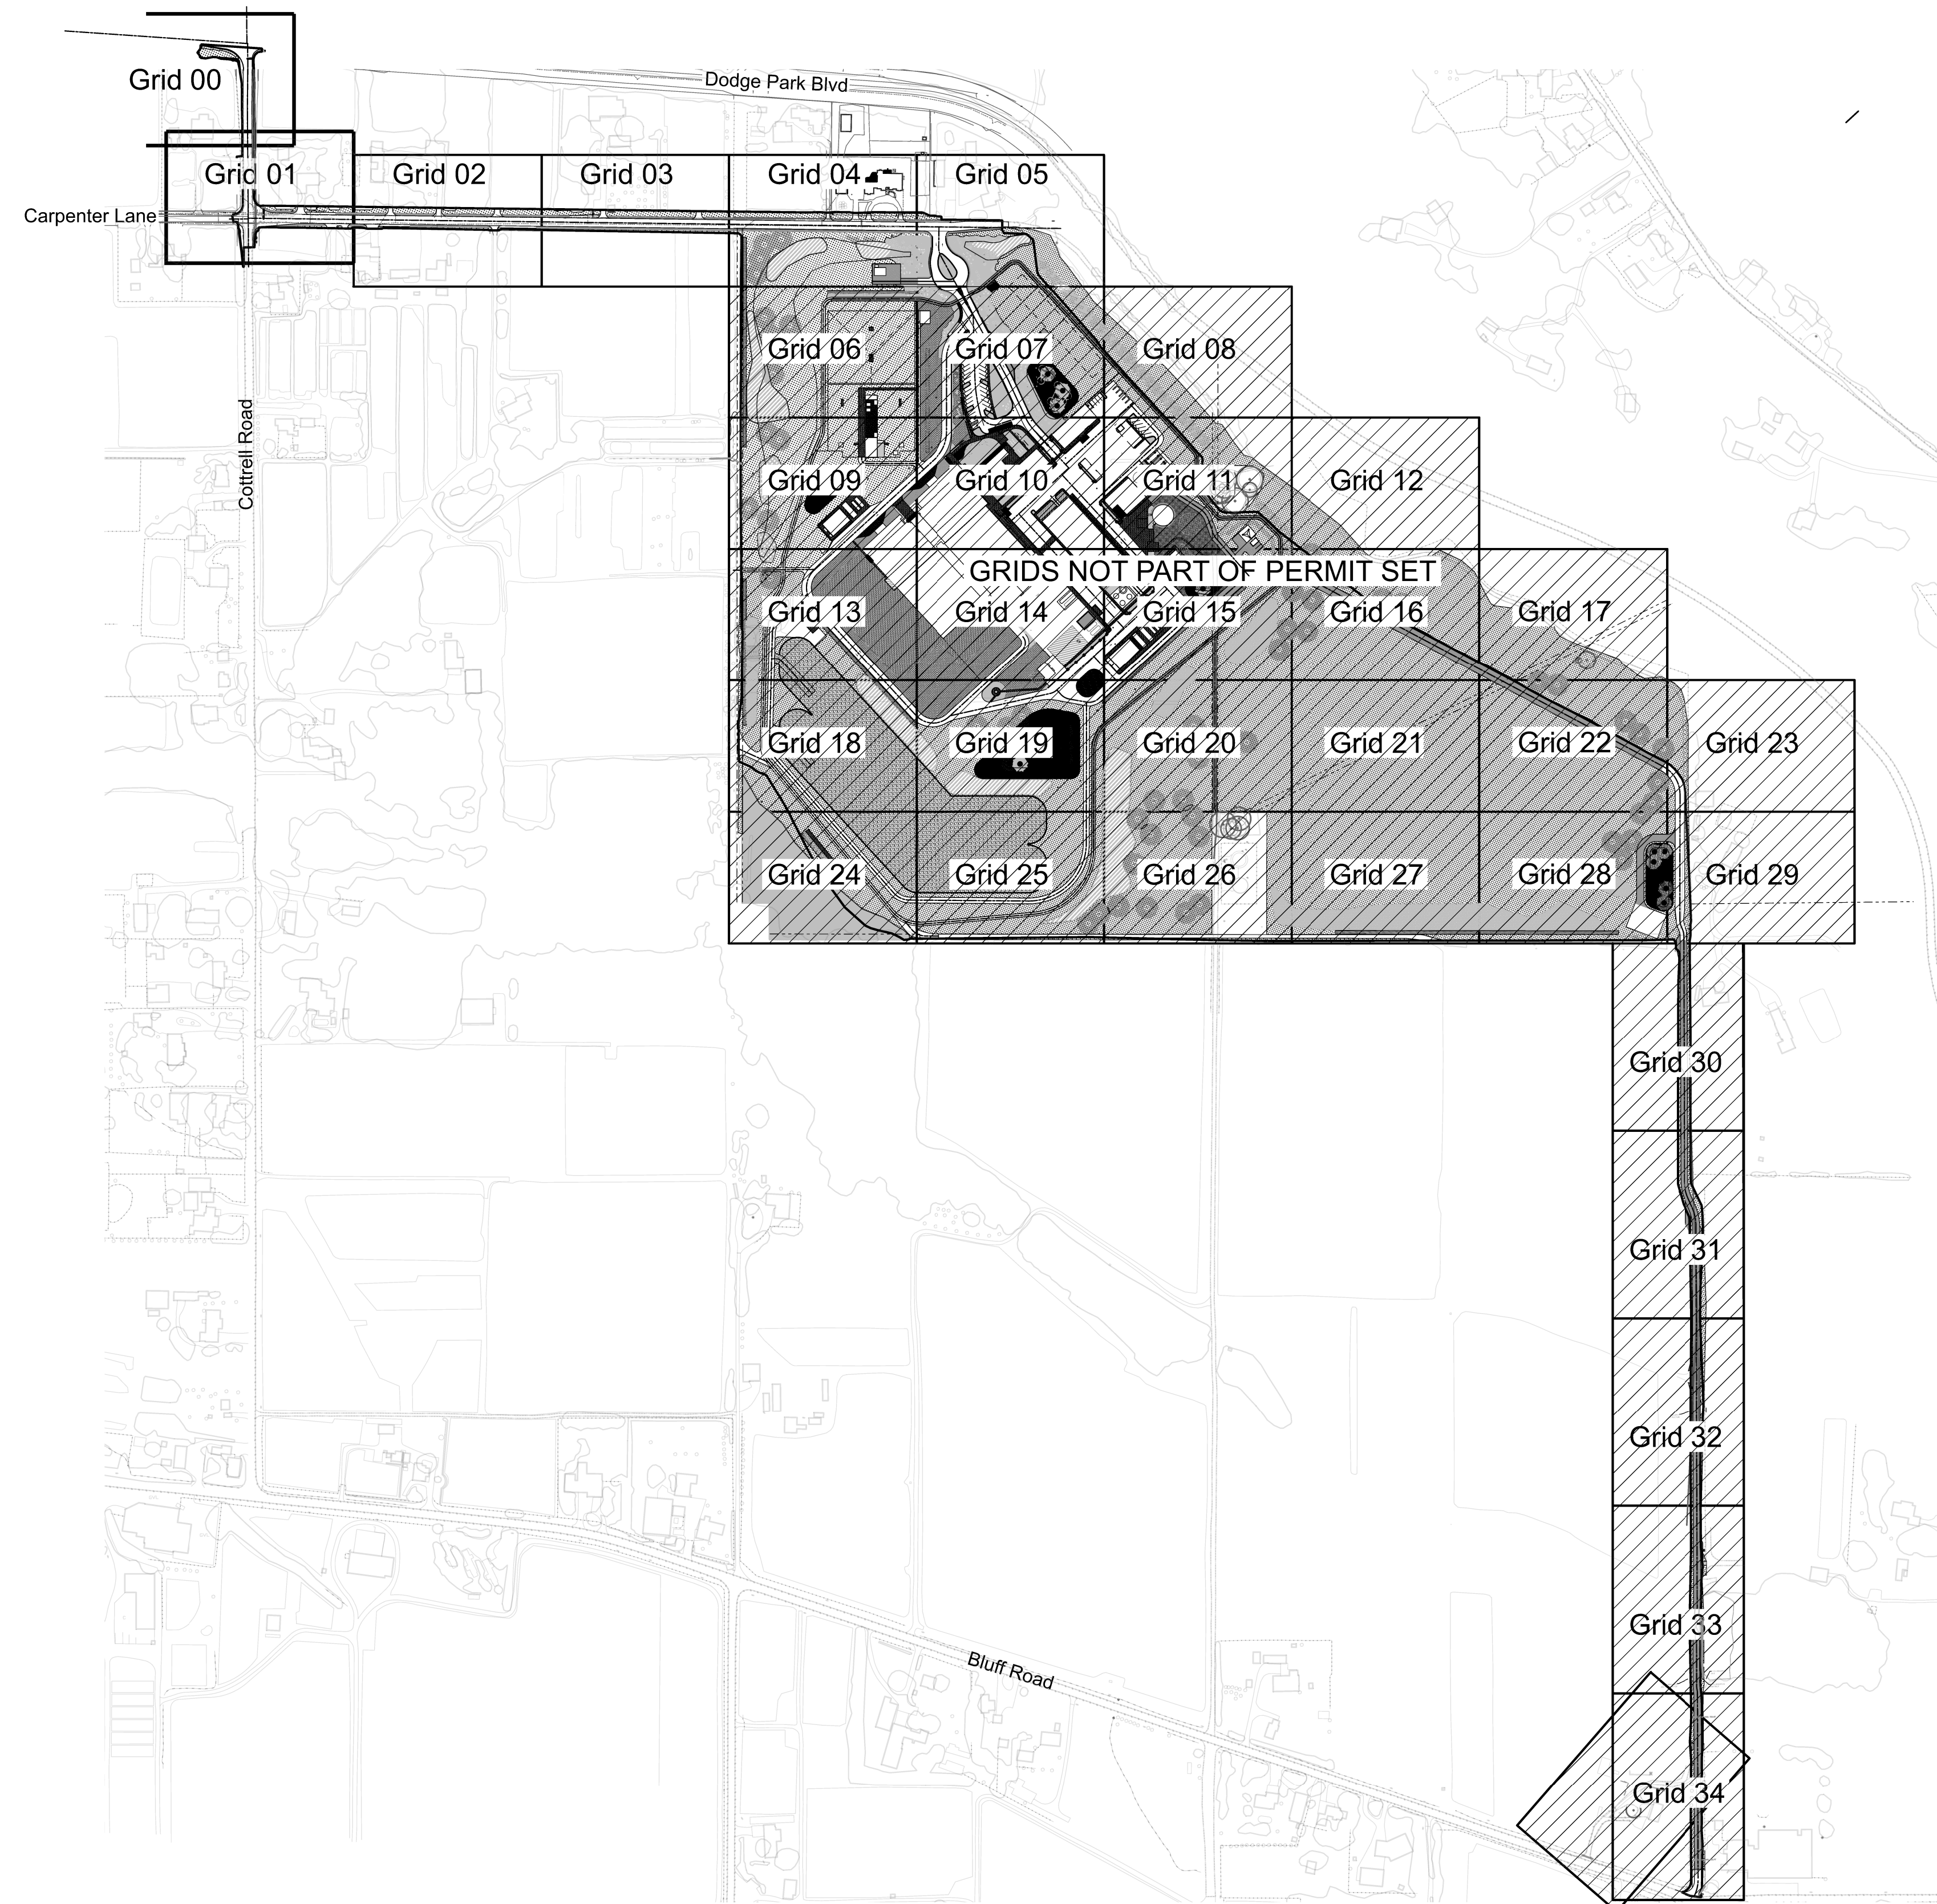 Grid 00
Dodge Park Blvd
Grid 01
Grid 02
Grid 03
Grid 04
Grid 05
Carpenter Lane
Cottrell Road
Grid 06
Grid 07
Grid 08
Grid 09
Grid 10
Grid 11
Grid 12
GRIDS NOT PART OF PERMIT SET
Grid 13
Grid 14
Grid 15
Grid 16
Grid 17
Grid 18
Grid 19
Grid 20
Grid 21
Grid 22
Grid 23
Grid 24
Grid 25
Grid 26
Grid 27
Grid 28
Grid 29
Grid 30
Grid 31
Grid 32
Grid 33
Bluff Road
Grid 34